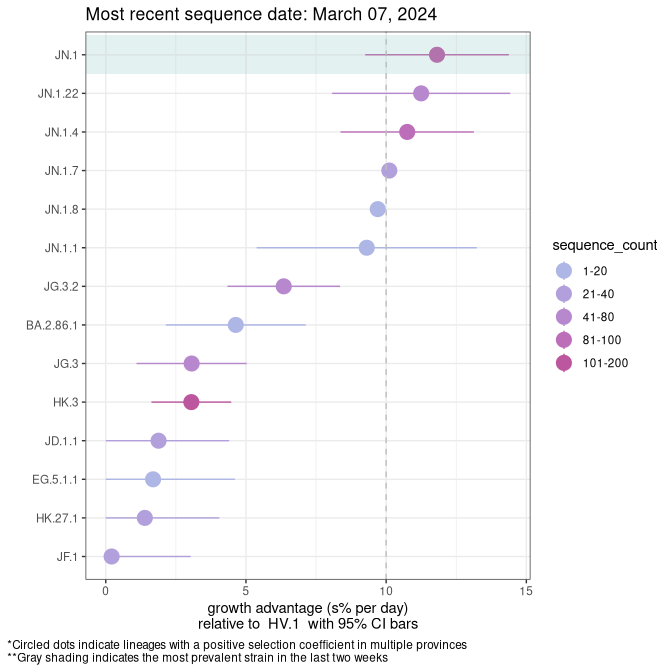 Most recent sequence date: March 07, 2024
JN.1
JN.1.22
JN.1.4
JN.1.7
JN.1.8
JN.1.1
JG.3.2
BA.2.86.1
JG.3
HK.3
JD.1.1
EG.5.1.1
HK.27.1
JF.1
0 5 10 15
growth advantage (s% per day)
relative to HV.1 with 95% CI bars
sequence_count
1-20
21-40
41-80
81-100
101-200
*Circled dots indicate lineages with a positive selection coefficient in multiple provinces
**Gray shading indicates the most prevalent strain in the last two weeks